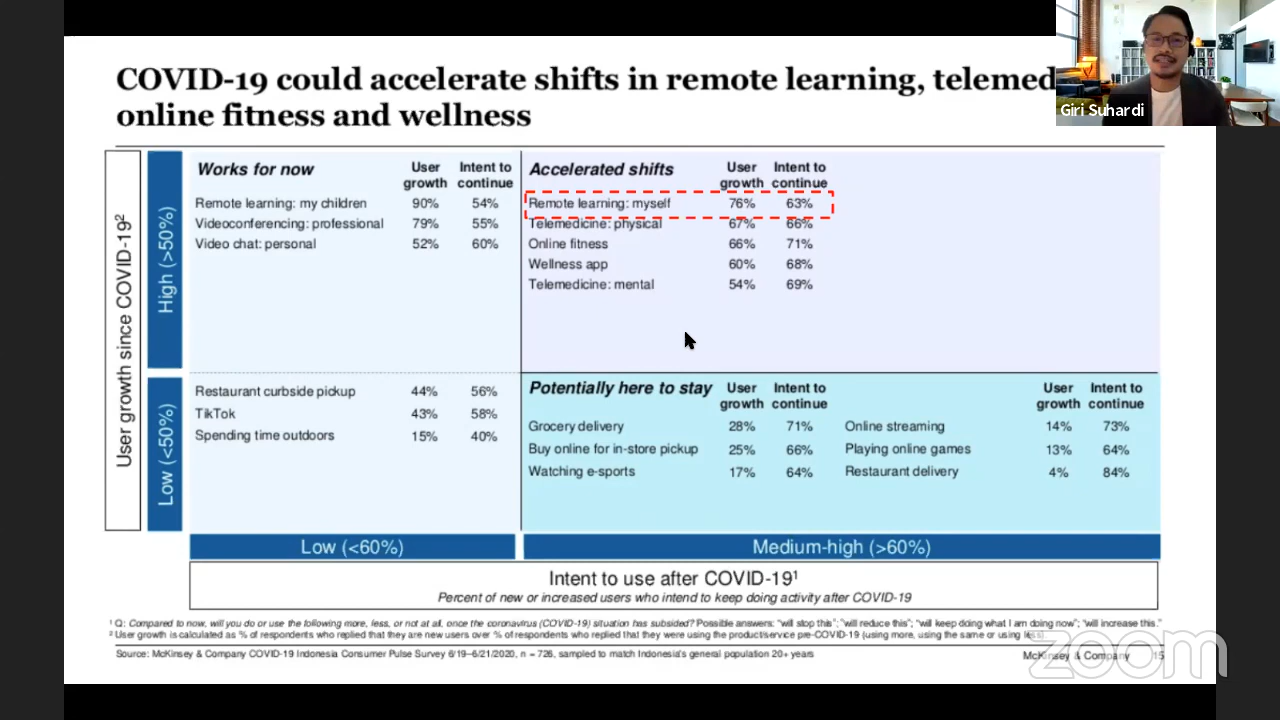 COVID-19 could accelerate shifts in remote learning, telemed
online fitness and wellness
Giri Suhardi
User growth since COVID-19²
High (>50%)
Low (<50%)
Works for now User growth Intent to continue
Remote learning: my children 90% 54%
Videoconferencing: professional 79% 55%
Video chat: personal 52% 60%
Accelerated shifts User growth Intent to continue
Remote learning: myself 76% 63%
Telemedicine: physical 67% 66%
Online fitness 66% 71%
Wellness app 60% 68%
Telemedicine: mental 54% 69%
Restaurant curbside pickup 44% 56%
TikTok 43% 58%
Spending time outdoors 15% 40%
Potentially here to stay User growth Intent to continue
Grocery delivery 28% 71%
Buy online for in-store pickup 25% 66%
Watching e-sports 17% 64%
User growth Intent to continue
Online streaming 14% 73%
Playing online games 13% 64%
Restaurant delivery 4% 84%
Low (<60%)
Medium-high (>60%)
Intent to use after COVID-19¹
Percent of new or increased users who intend to keep doing activity after COVID-19
¹ Q: Compared to now, will you do or use the following more, less, or not at all, once the coronavirus (COVID-19) situation has subsided? Possible answers: "will stop this"; "will reduce this"; "will keep doing what I am doing now"; "will increase this."
² User growth is calculated as % of respondents who replied that they are new users over % of respondents who replied that they were using the product/service pre-COVID-19 (using more, using the same or using less).
Source: McKinsey & Company COVID-19 Indonesia Consumer Pulse Survey 6/19–6/21/2020, n = 726, sampled to match Indonesia's general population 20+ years
McKinsey & Company 15
zoom